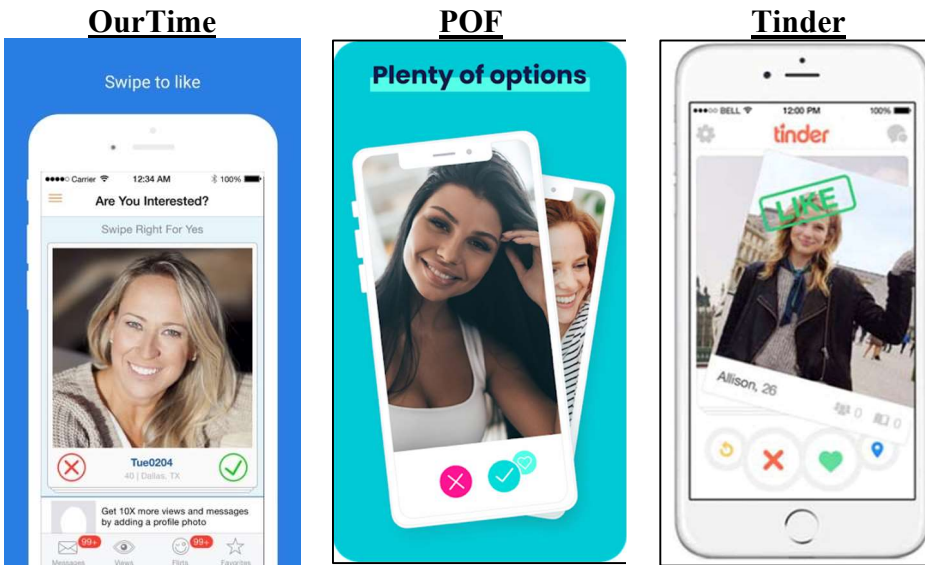 OurTime
Swipe to like
Carrier
12:34 AM
100%
Are You Interested?
Swipe Right For Yes
Tue0204
40 | Dallas, TX
Get 10X more views and messages
by adding a profile photo
99+
99+
Messages
Views
Flirts
Favorites
POF
Plenty of options
Tinder
BELL
12:00 PM
100%
tinder
LIKE
Allison, 26
0
0